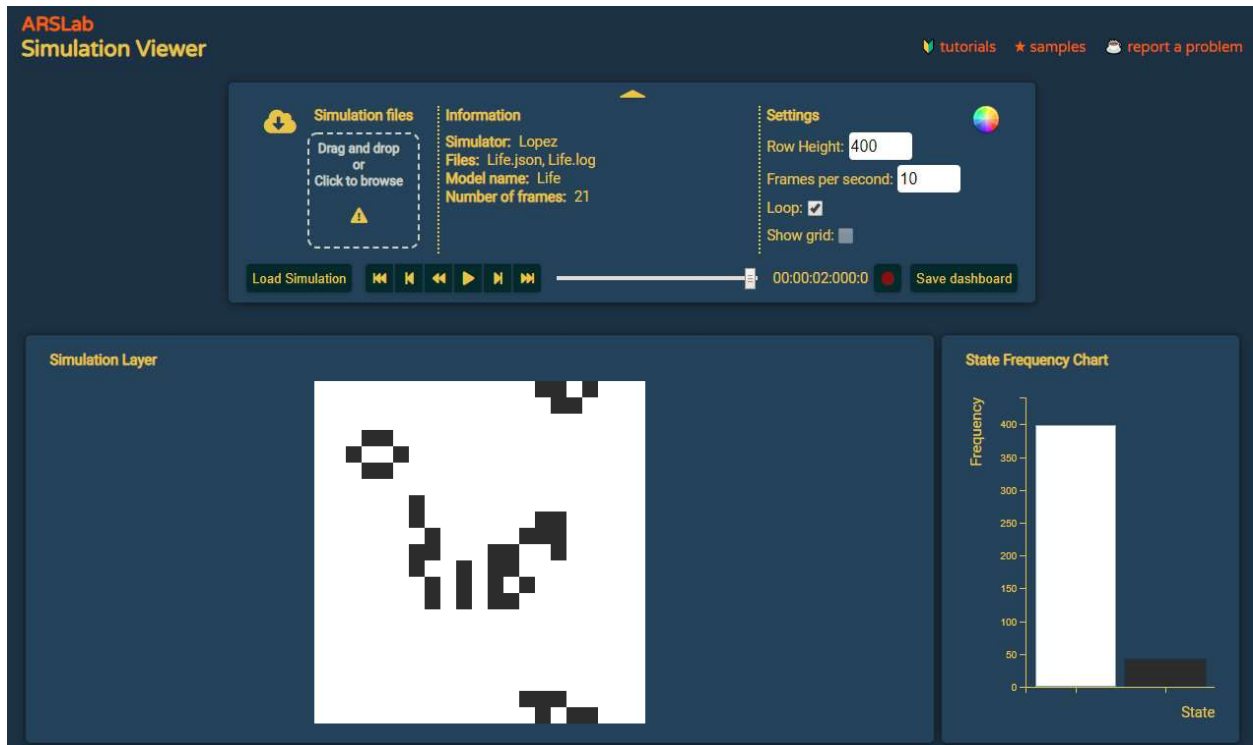 ARSLab
Simulation Viewer
tutorials
samples
report a problem
Simulation files
Drag and drop
or
Click to browse
Information
Simulator: Lopez
Files: Life.json, Life.log
Model name: Life
Number of frames: 21
Settings
Row Height: 400
Frames per second: 10
Loop:
Show grid:
Load Simulation
00:00:02:000:0
Save dashboard
Simulation Layer
State Frequency Chart
Frequency
400
350
300
250
200
150
100
50
0
State